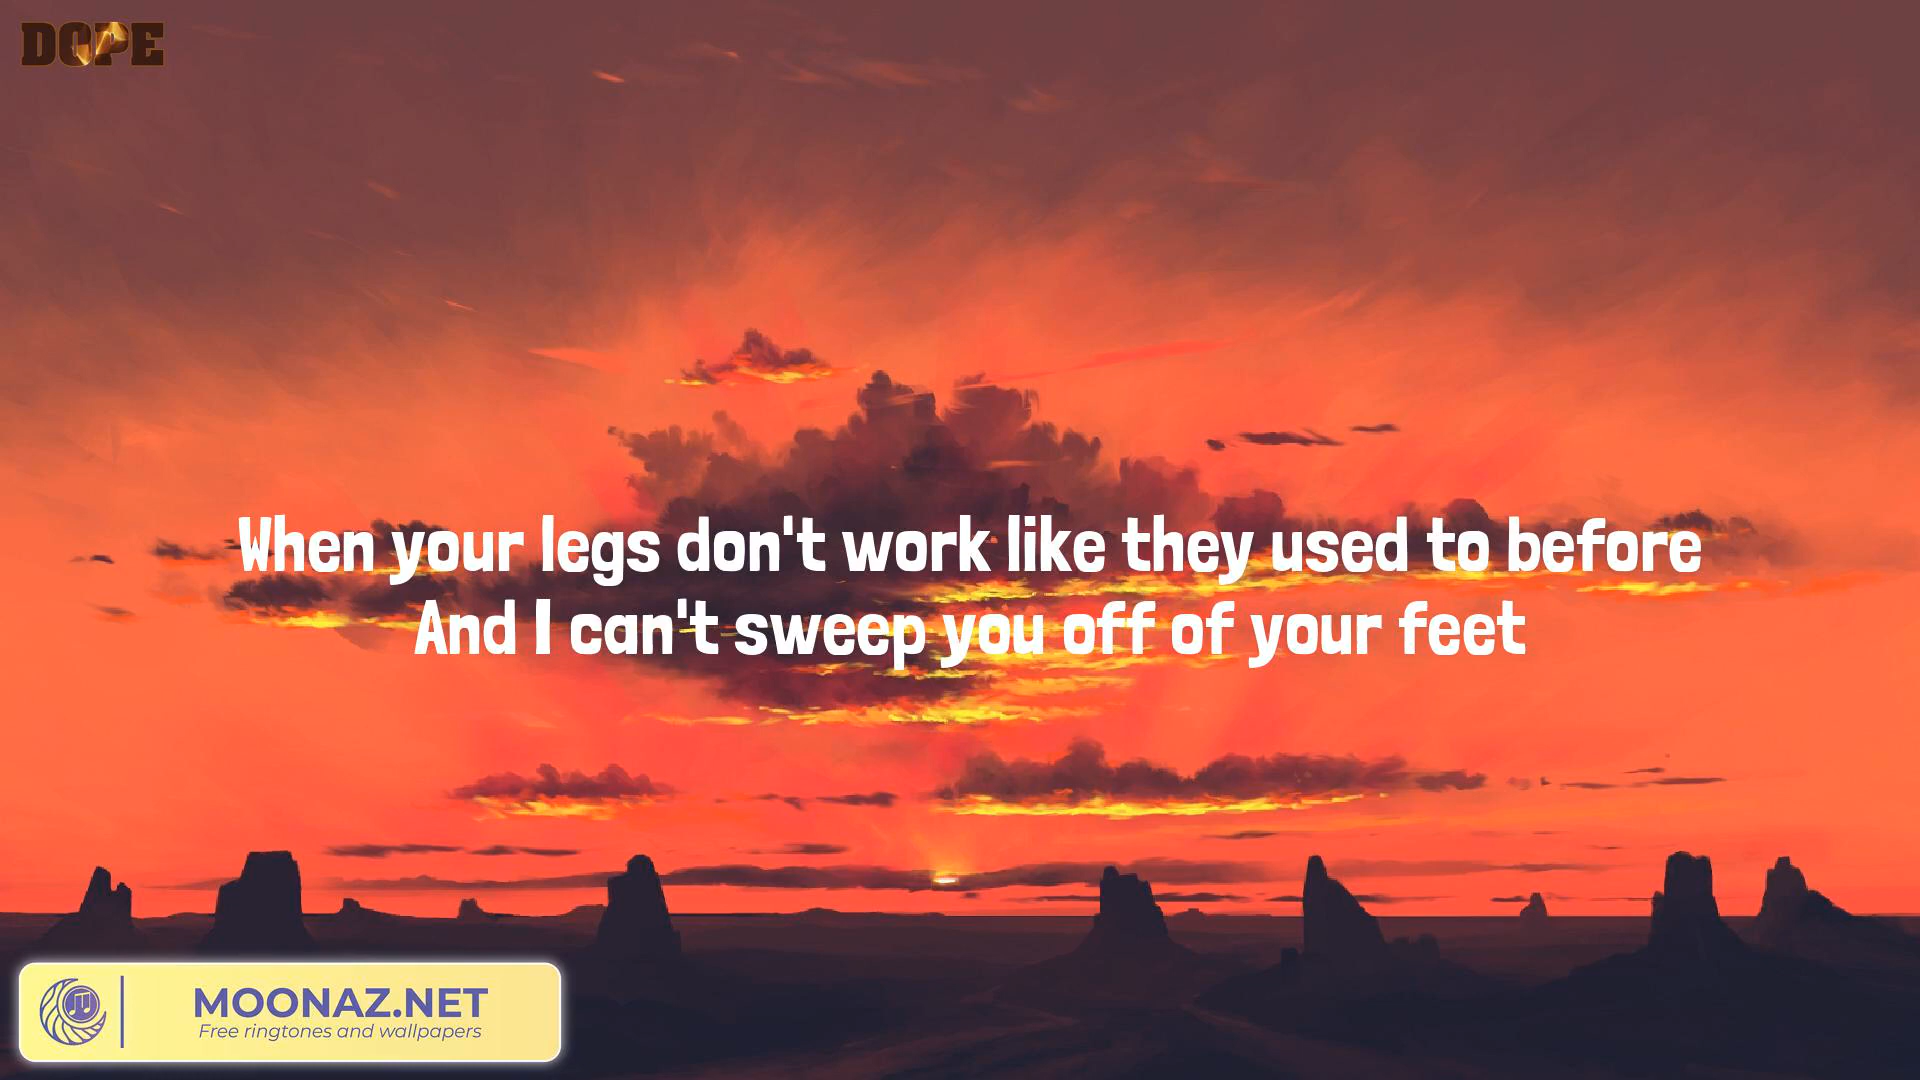 DOPE
When your legs don't work like they used to before
And I can't sweep you off of your feet
MOONAZ.NET
Free ringtones and wallpapers